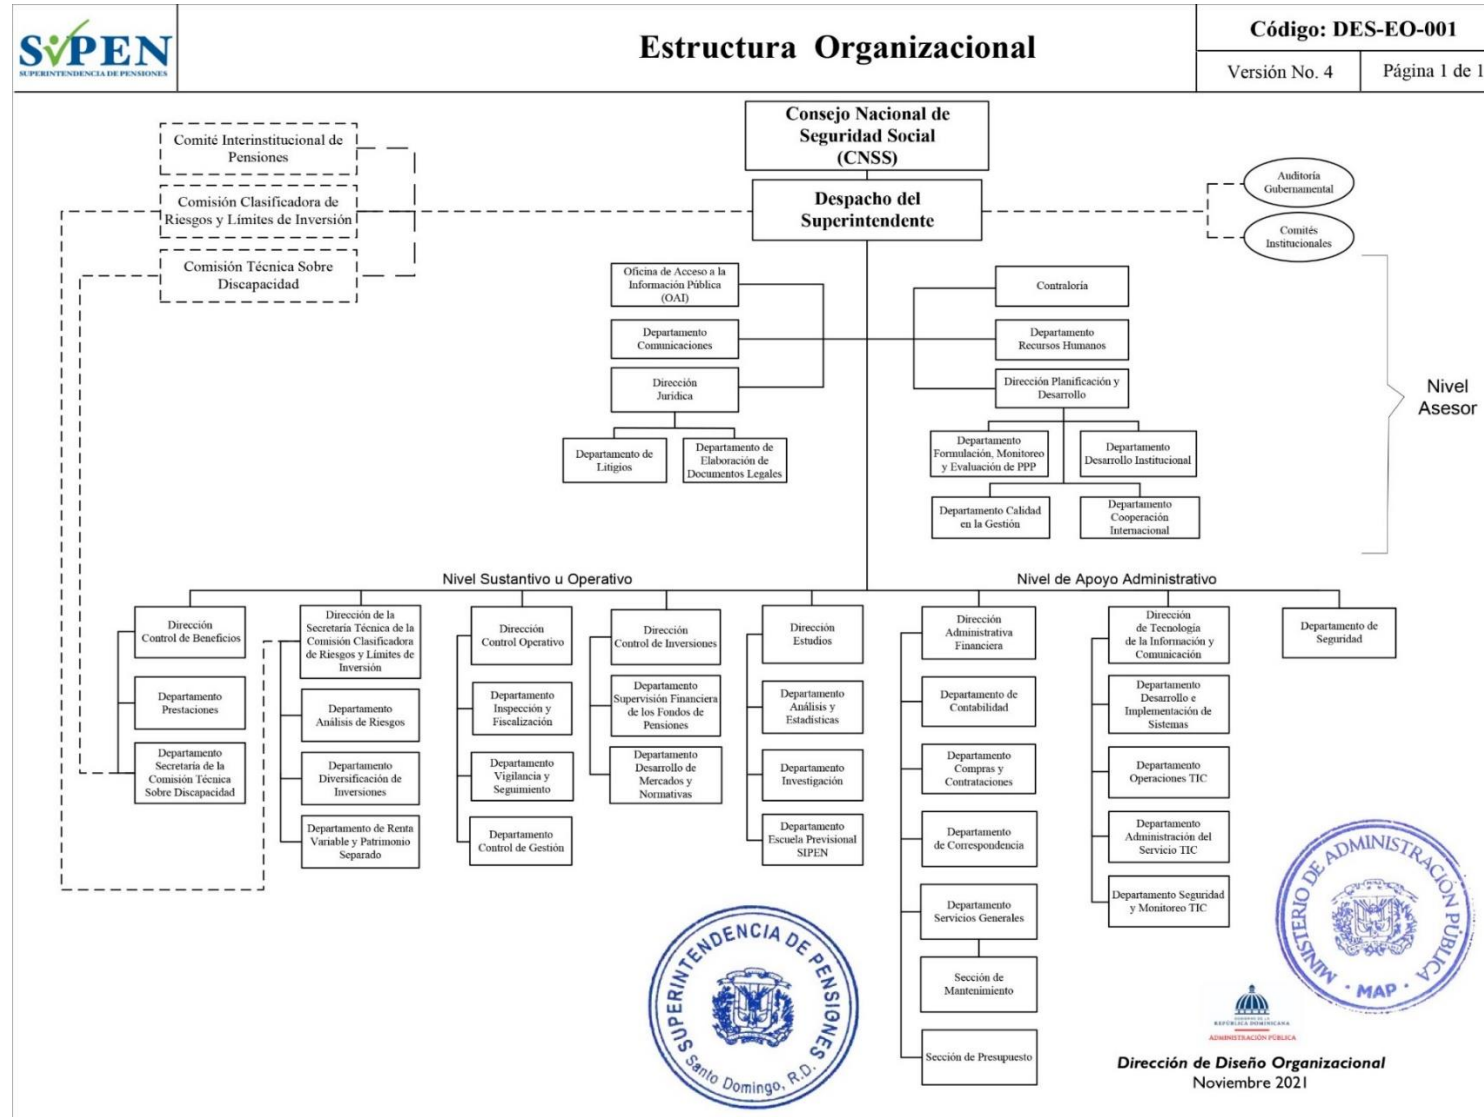 SIPEN
SUPERINTENDENCIA DE PENSIONES
Estructura Organizacional
Código: DES-EO-001
Versión No. 4
Página 1 de 1
Consejo Nacional de
Seguridad Social
(CNSS)
Despacho del
Superintendente
Comité Interinstitucional de
Pensiones
Comisión Clasificadora de
Riesgos y Límites de Inversión
Comisión Técnica Sobre
Discapacidad
Auditoría
Gubernamental
Comités
Institucionales
Oficina de Acceso a la
Información Pública
(OAI)
Departamento
Comunicaciones
Dirección
Jurídica
Departamento de
Litigios
Departamento de
Elaboración de
Documentos Legales
Contraloría
Departamento
Recursos Humanos
Dirección Planificación y
Desarrollo
Departamento
Formulación, Monitoreo
y Evaluación de PPP
Departamento
Desarrollo Institucional
Departamento Calidad
en la Gestión
Departamento
Cooperación
Internacional
Nivel
Asesor
Nivel Sustantivo u Operativo
Nivel de Apoyo Administrativo
Dirección
Control de Beneficios
Departamento
Prestaciones
Departamento
Secretaría de la
Comisión Técnica
Sobre Discapacidad
Dirección de la
Secretaría Técnica de la
Comisión Clasificadora
de Riesgos y Límites de
Inversión
Departamento
Análisis de Riesgos
Departamento
Diversificación de
Inversiones
Departamento de Renta
Variable y Patrimonio
Separado
Dirección
Control Operativo
Departamento
Inspección y
Fiscalización
Departamento
Vigilancia y
Seguimiento
Departamento
Control de Gestión
Dirección
Control de Inversiones
Departamento
Supervisión Financiera
de los Fondos de
Pensiones
Departamento
Desarrollo de
Mercados y
Normativas
Dirección
Estudios
Departamento
Análisis y
Estadísticas
Departamento
Investigación
Departamento
Escuela Previsional
SIPEN
Dirección
Administrativa
Financiera
Departamento de
Contabilidad
Departamento
Compras y
Contrataciones
Departamento
de Correspondencia
Departamento
Servicios Generales
Sección de
Mantenimiento
Sección de Presupuesto
Dirección
de Tecnología
de la Información y
Comunicación
Departamento
Desarrollo e
Implementación de
Sistemas
Departamento
Operaciones TIC
Departamento
Administración del
Servicio TIC
Departamento Seguridad
y Monitoreo TIC
Departamento de
Seguridad
SUPERINTENDENCIA DE PENSIONES
Santo Domingo, R.D.
MINISTERIO DE ADMINISTRACIÓN PÚBLICA
· MAP ·
GOBIERNO DE LA
REPÚBLICA DOMINICANA
ADMINISTRACIÓN PÚBLICA
Dirección de Diseño Organizacional
Noviembre 2021